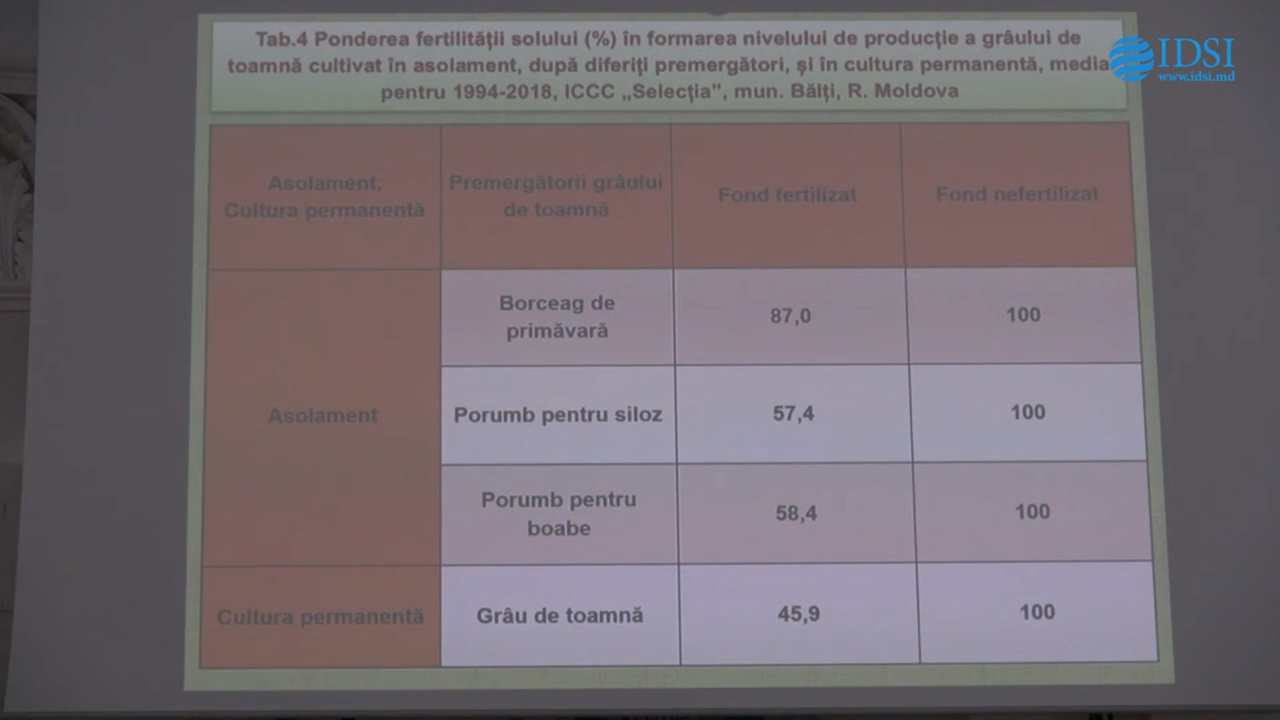 Tab.4 Ponderea fertilității solului (%) în formarea nivelului de producție a grâului de
toamnă cultivat în asolament, după diferiți premergători, și în cultura permanentă, media
pentru 1994-2018, ICCC „Selecția”, mun. Bălți, R. Moldova
IDSI
www.idsi.md
Asolament,
Cultura permanentă
Premergătorii grâului
de toamnă
Fond fertilizat
Fond nefertilizat
Asolament
Borceag de
primăvară
87,0
100
Porumb pentru siloz
57,4
100
Porumb pentru
boabe
58,4
100
Cultura permanentă
Grâu de toamnă
45,9
100